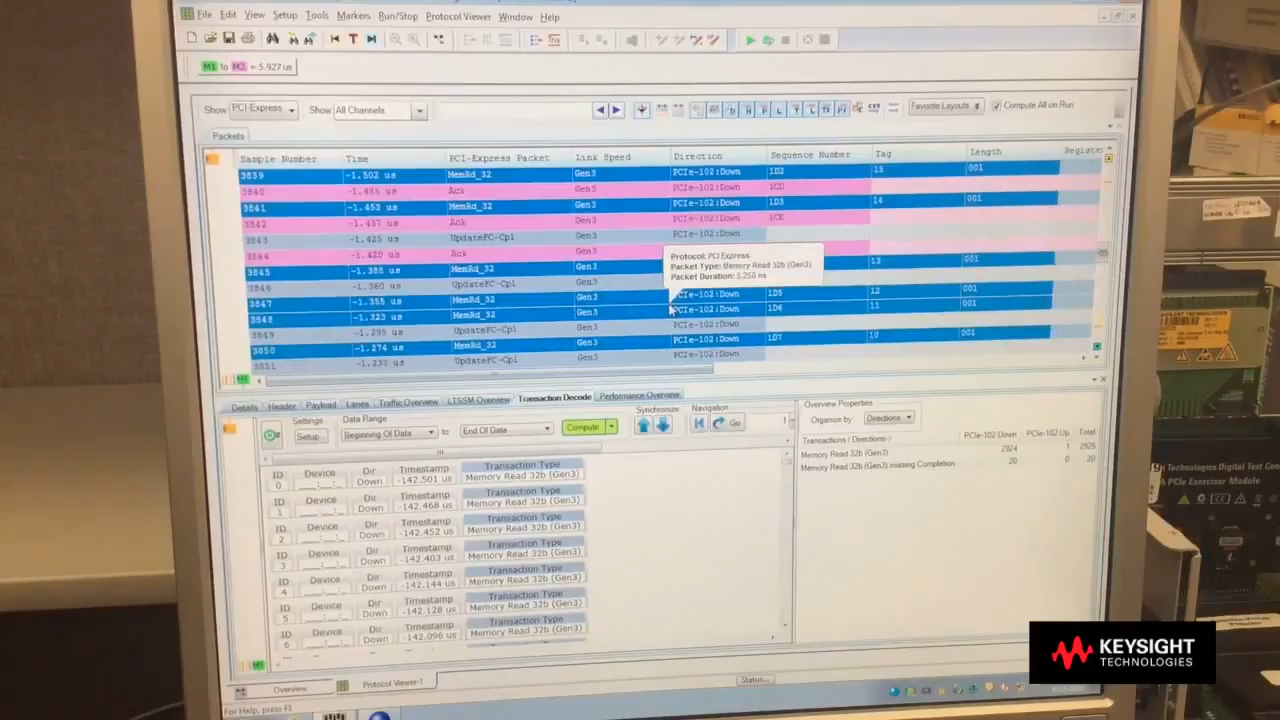 File Edit View Setup Tools Markers Run/Stop Protocol Viewer Window Help
M1 to M2 = 5.927 us
Show PCI-Express Show All Channels Favorite Layouts Compute All on Run
Packets
Sample Number Time PCI-Express Packet Link Speed Direction Sequence Number Tag Length Register
3839 -1.502 us MemRd_32 Gen3 PCIe-102:Down 1D2 15 001
3840 -1.485 us Ack Gen3 PCIe-102:Down 1CD
3841 -1.453 us MemRd_32 Gen3 PCIe-102:Down 1D3 14 001
3842 -1.437 us Ack Gen3 PCIe-102:Down 1CE
3843 -1.425 us UpdateFC-Cpl Gen3 PCIe-102:Down
3844 -1.420 us Ack Gen3
3845 -1.388 us MemRd_32 Gen3 13 001
3846 -1.360 us UpdateFC-Cpl Gen3
3847 -1.355 us MemRd_32 Gen3 PCIe-102:Down 1D5 12 001
3848 -1.323 us MemRd_32 Gen3 PCIe-102:Down 1D6 11 001
3849 -1.295 us UpdateFC-Cpl Gen3 PCIe-102:Down
3850 -1.274 us MemRd_32 Gen3 PCIe-102:Down 1D7 10 001
3851 UpdateFC-Cpl Gen3 PCIe-102:Down
Protocol: PCI Express
Packet Type: Memory Read 32b (Gen3)
Packet Duration: 5.250 ns
Details Header Payload Lanes Traffic Overview LTSSM Overview Transaction Decode Performance Overview
Settings Data Range Synchronize Navigation
Setup... Beginning Of Data to End Of Data Compute Go
ID Device Dir Timestamp Transaction Type
0 Down -142.501 us Memory Read 32b (Gen3)
ID Device Dir Timestamp Transaction Type
1 Down -142.468 us Memory Read 32b (Gen3)
ID Device Dir Timestamp Transaction Type
2 Down -142.452 us Memory Read 32b (Gen3)
ID Device Dir Timestamp Transaction Type
3 Down -142.403 us Memory Read 32b (Gen3)
ID Device Dir Timestamp Transaction Type
4 Down -142.144 us Memory Read 32b (Gen3)
ID Device Dir Timestamp Transaction Type
5 Down -142.128 us Memory Read 32b (Gen3)
ID Device Dir Timestamp Transaction Type
6 Down -142.096 us Memory Read 32b (Gen3)
Overview Properties
Organize by Directions
Transactions / Directions-> PCIe-102:Down PCIe-102:Up Total
Memory Read 32b (Gen3) 2924 1 2925
Memory Read 32b (Gen3) missing Completion 20 0 20
Overview Protocol Viewer-1 Status...
For Help, press F1
Technologies Digital Test
PCIe Exerciser Module
KEYSIGHT
TECHNOLOGIES